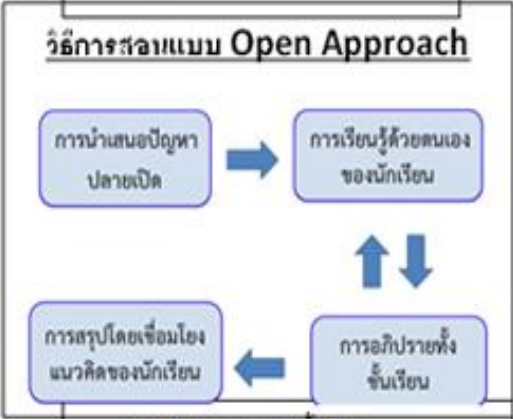 วิธีการสอนแบบ Open Approach
การนำเสนอปัญหา
ปลายเปิด
การเรียนรู้ด้วยตนเอง
ของนักเรียน
การอภิปรายทั้ง
ชั้นเรียน
การสรุปโดยเชื่อมโยง
แนวคิดของนักเรียน